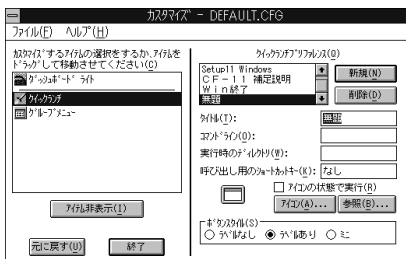 カスタマイズ - DEFAULT.CFG
ファイル(F) ヘルプ(H)
カスタマイズするアイテムの選択をするか、アイテムを
ドラッグして移動させてください(C)
ダッシュボード ライト
クイックランチ
グループメニュー
アイテム非表示(I)
元に戻す(U) 終了
クイックランチプリファレンス(Q)
Setup11 Windows
CF-11 補足説明
Win終了
無題
新規(N)
削除(D)
タイトル(T): 無題
コマンドライン(O):
実行時のディレクトリ(W):
呼び出し用のショートカットキー(K): なし
アイコンの状態で実行(R)
アイコン(A)... 参照(B)...
ボタンスタイル(S)
ラベルなし ラベルあり ミニ